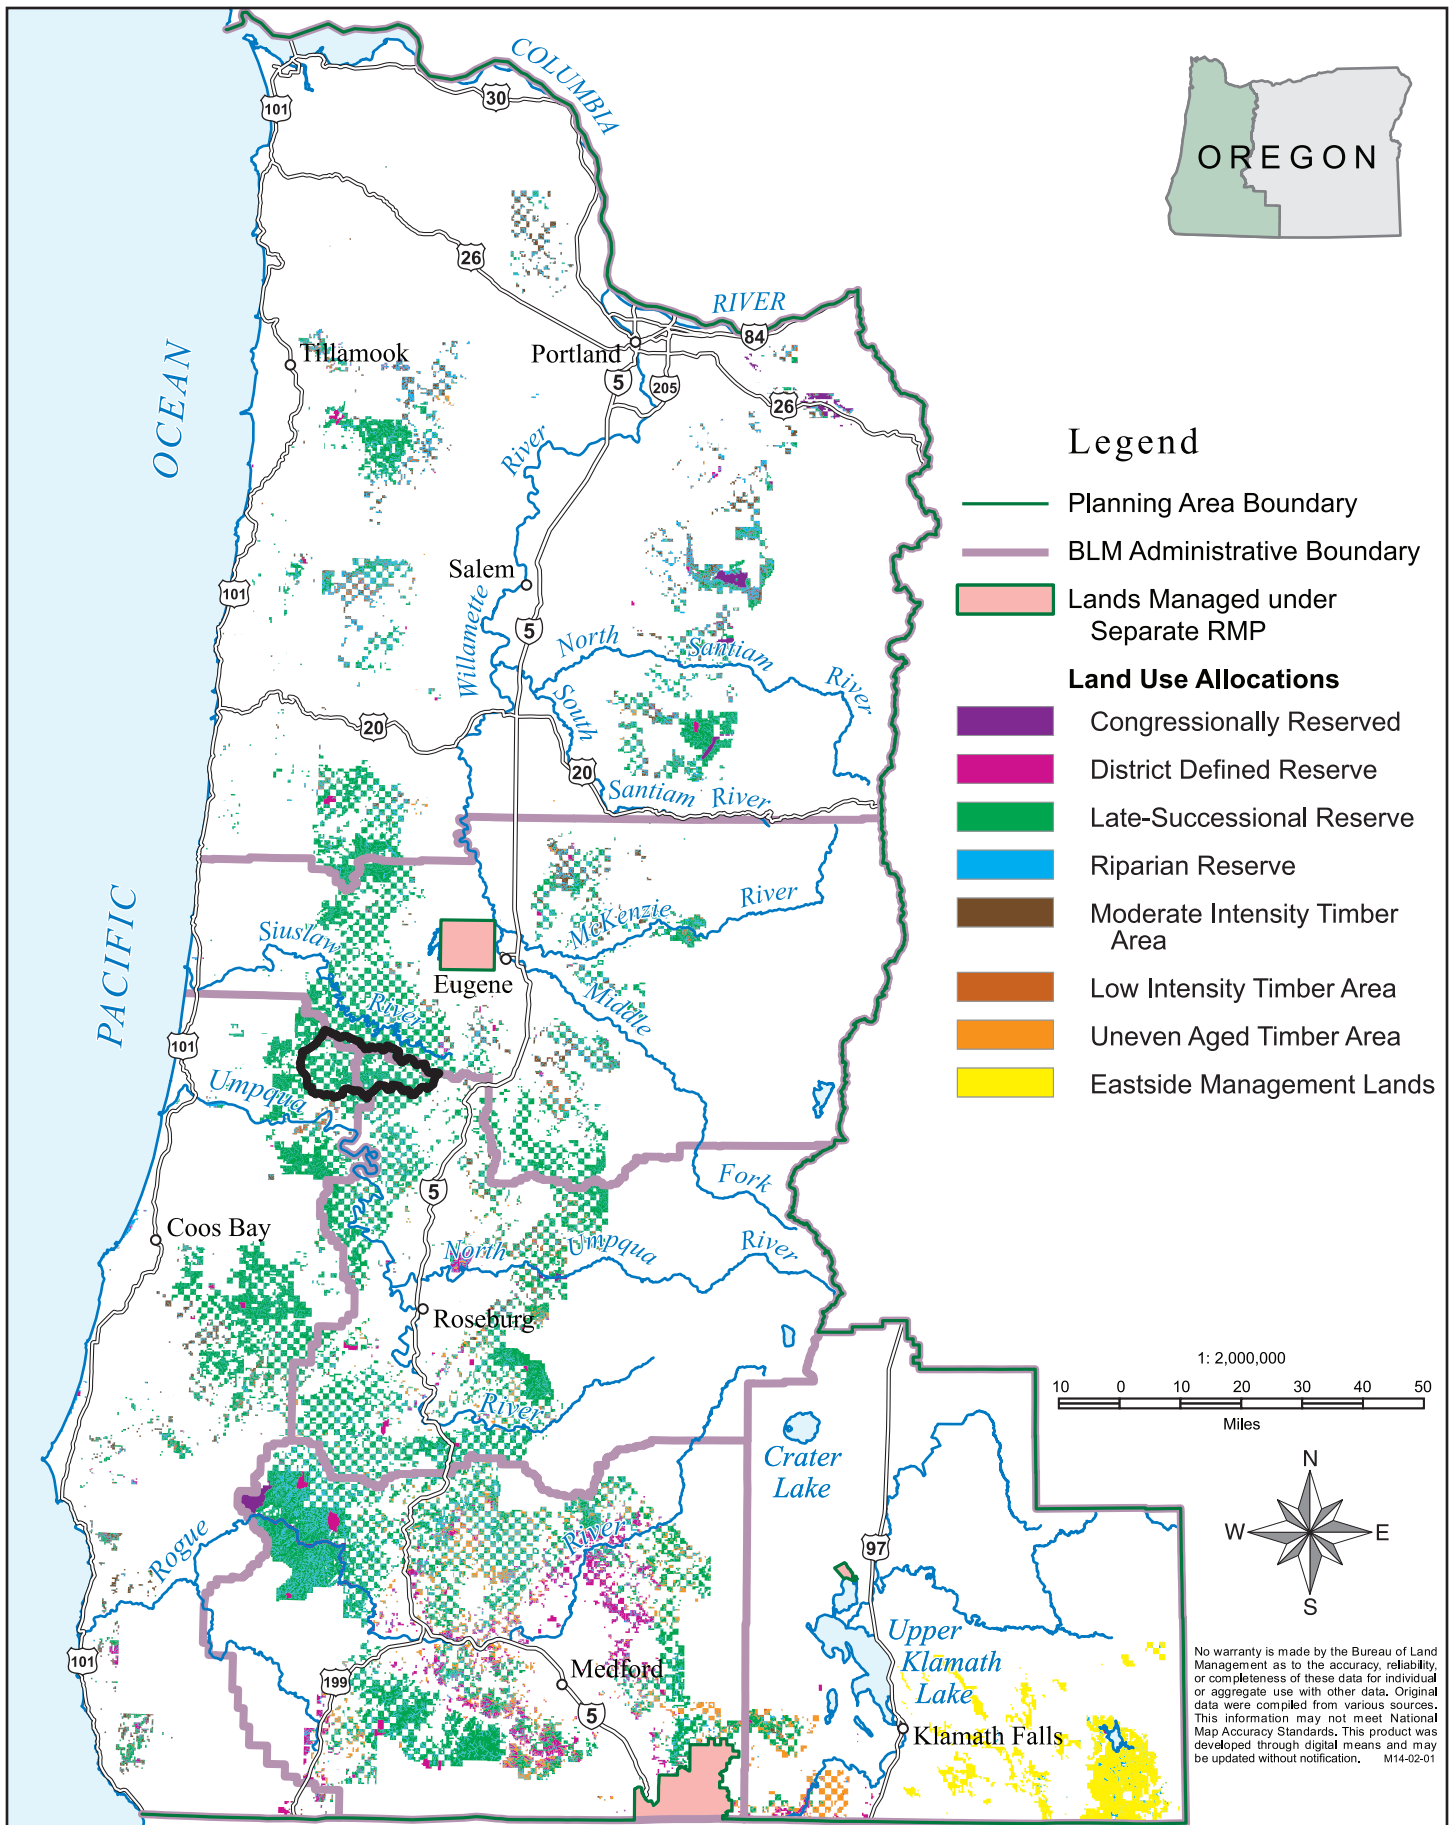 COLUMBIA
30
101
OREGON
26
RIVER
84
Tillamook
Portland
5
205
26
OCEAN
River
Legend
Planning Area Boundary
BLM Administrative Boundary
Lands Managed under
Separate RMP
Land Use Allocations
Congressionally Reserved
District Defined Reserve
Late-Successional Reserve
Riparian Reserve
Moderate Intensity Timber
Area
Low Intensity Timber Area
Uneven Aged Timber Area
Eastside Management Lands
Salem
101
Willamette
5
North
Santiam
River
South
20
20
Santiam River
PACIFIC
McKenzie
River
Siuslaw
River
Eugene
Middle
101
Umpqua
Fork
5
Coos Bay
North
Umpqua
River
Roseburg
1: 2,000,000
10 0 10 20 30 40 50
Miles
River
Crater
Lake
N
W
E
S
Rogue
River
97
Upper
Klamath
Lake
101
199
Medford
5
Klamath Falls
No warranty is made by the Bureau of Land
Management as to the accuracy, reliability,
or completeness of these data for individual
or aggregate use with other data. Original
data were compiled from various sources.
This information may not meet National
Map Accuracy Standards. This product was
developed through digital means and may
be updated without notification. M14-02-01